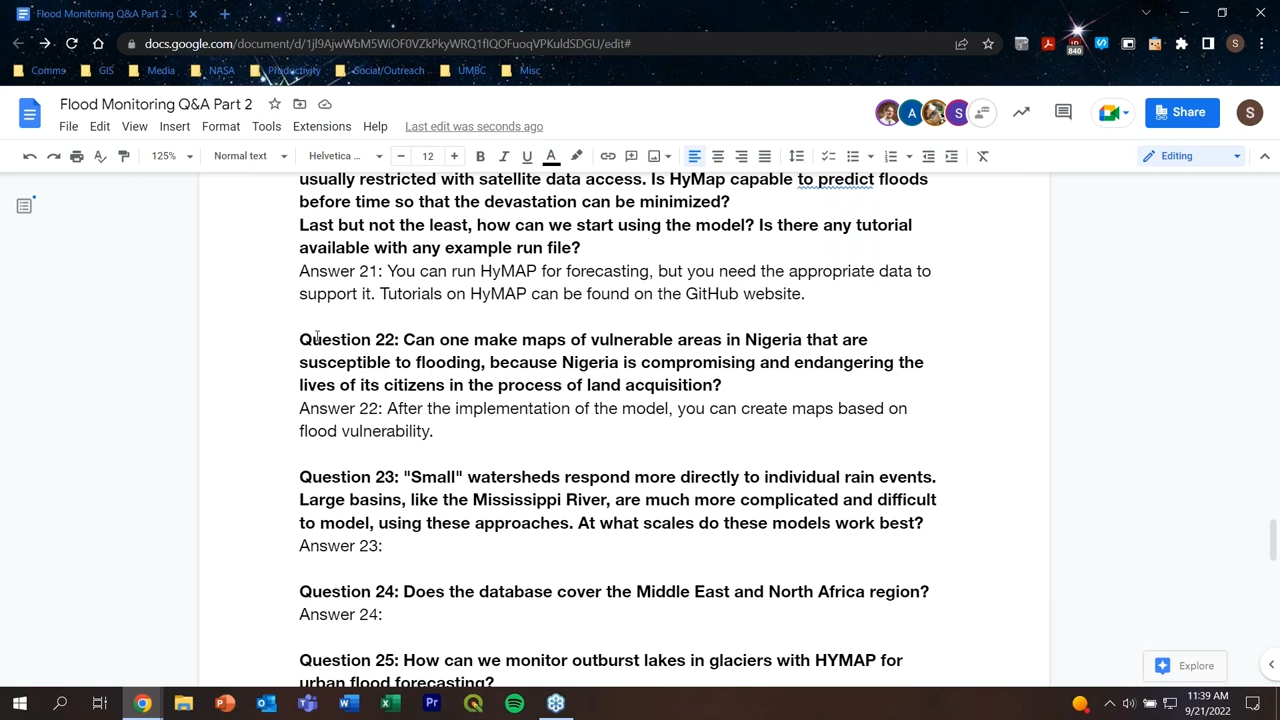 Flood Monitoring Q&A Part 2 - G
docs.google.com/document/d/1jl9AjwWbM5WiOF0VZkPkyWRQ1fIQOFuoqVPKuldSDGU/edit#
840
S
Comms
GIS
Media
NASA
Productivity
Social/Outreach
UMBC
Misc
Flood Monitoring Q&A Part 2
A
S
Share
S
File Edit View Insert Format Tools Extensions Help Last edit was seconds ago
125% Normal text Helvetica ... 12 B I U A Editing
usually restricted with satellite data access. Is HyMap capable to predict floods
before time so that the devastation can be minimized?
Last but not the least, how can we start using the model? Is there any tutorial
available with any example run file?
Answer 21: You can run HyMAP for forecasting, but you need the appropriate data to
support it. Tutorials on HyMAP can be found on the GitHub website.
Question 22: Can one make maps of vulnerable areas in Nigeria that are
susceptible to flooding, because Nigeria is compromising and endangering the
lives of its citizens in the process of land acquisition?
Answer 22: After the implementation of the model, you can create maps based on
flood vulnerability.
Question 23: "Small" watersheds respond more directly to individual rain events.
Large basins, like the Mississippi River, are much more complicated and difficult
to model, using these approaches. At what scales do these models work best?
Answer 23:
Question 24: Does the database cover the Middle East and North Africa region?
Answer 24:
Question 25: How can we monitor outburst lakes in glaciers with HYMAP for
urban flood forecasting?
Explore
11:39 AM
9/21/2022